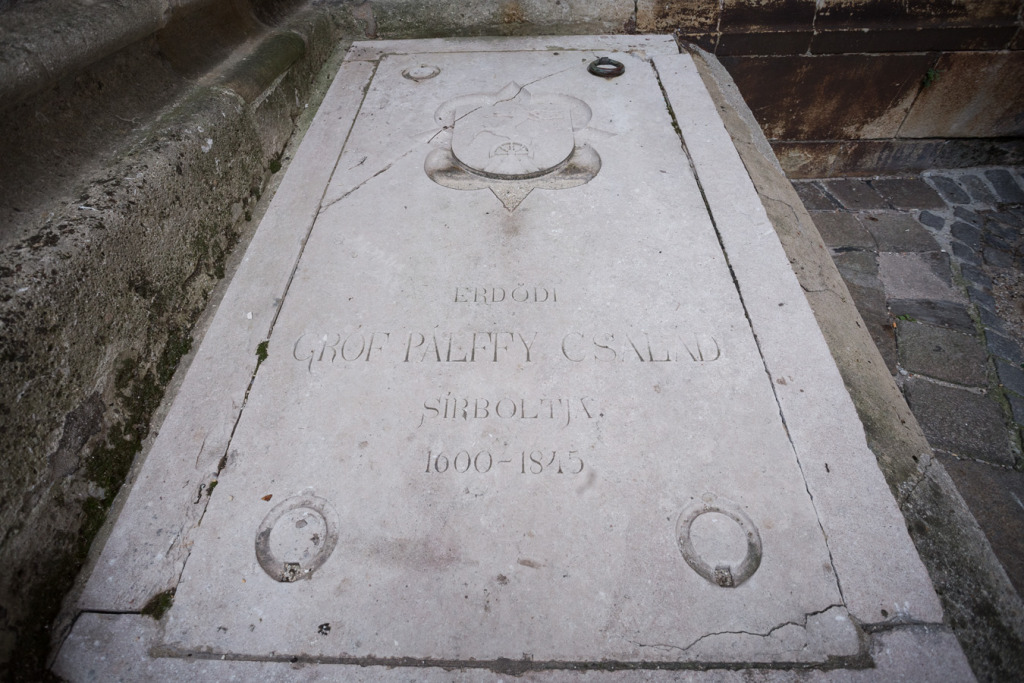 ERDŐDI
GRÓF PÁLFFY CSALÁD
SÍRBOLTJA.
1600-1845